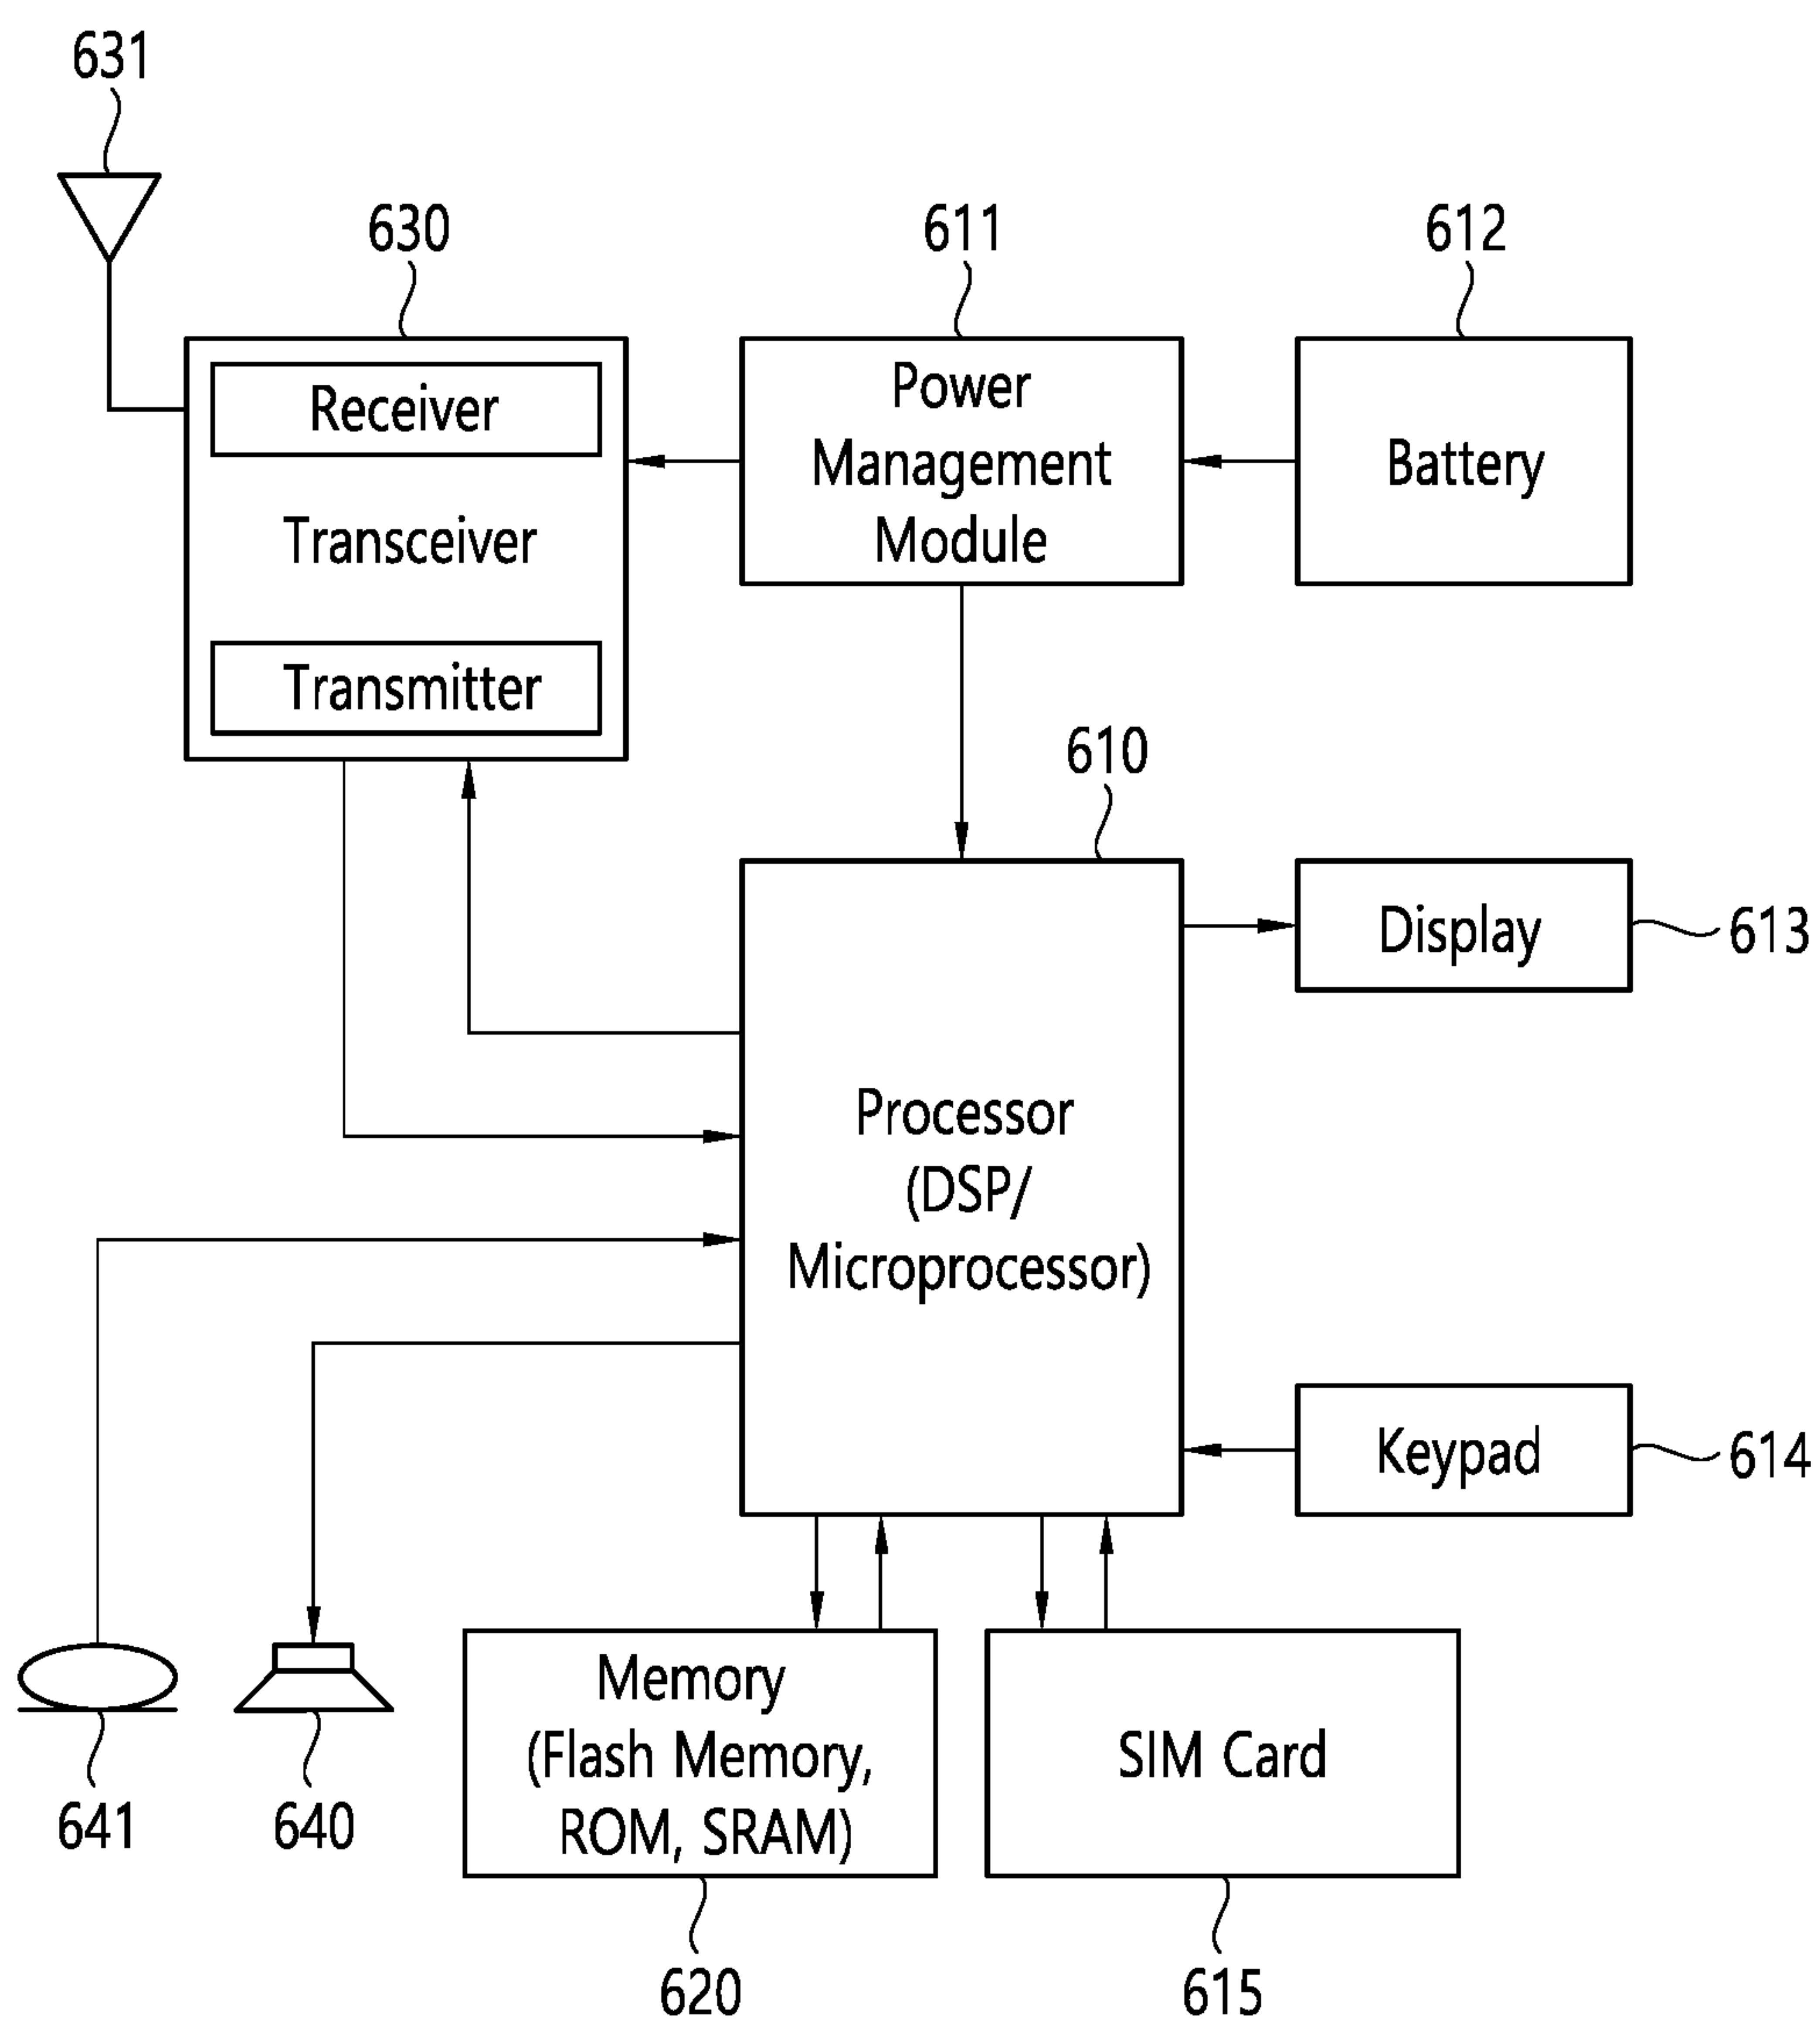 631
630
611
612
Receiver
Transceiver
Transmitter
Power
Management
Module
Battery
610
Display
613
Processor
(DSP/
Microprocessor)
Keypad
614
641
640
Memory
(Flash Memory,
ROM, SRAM)
SIM Card
620
615